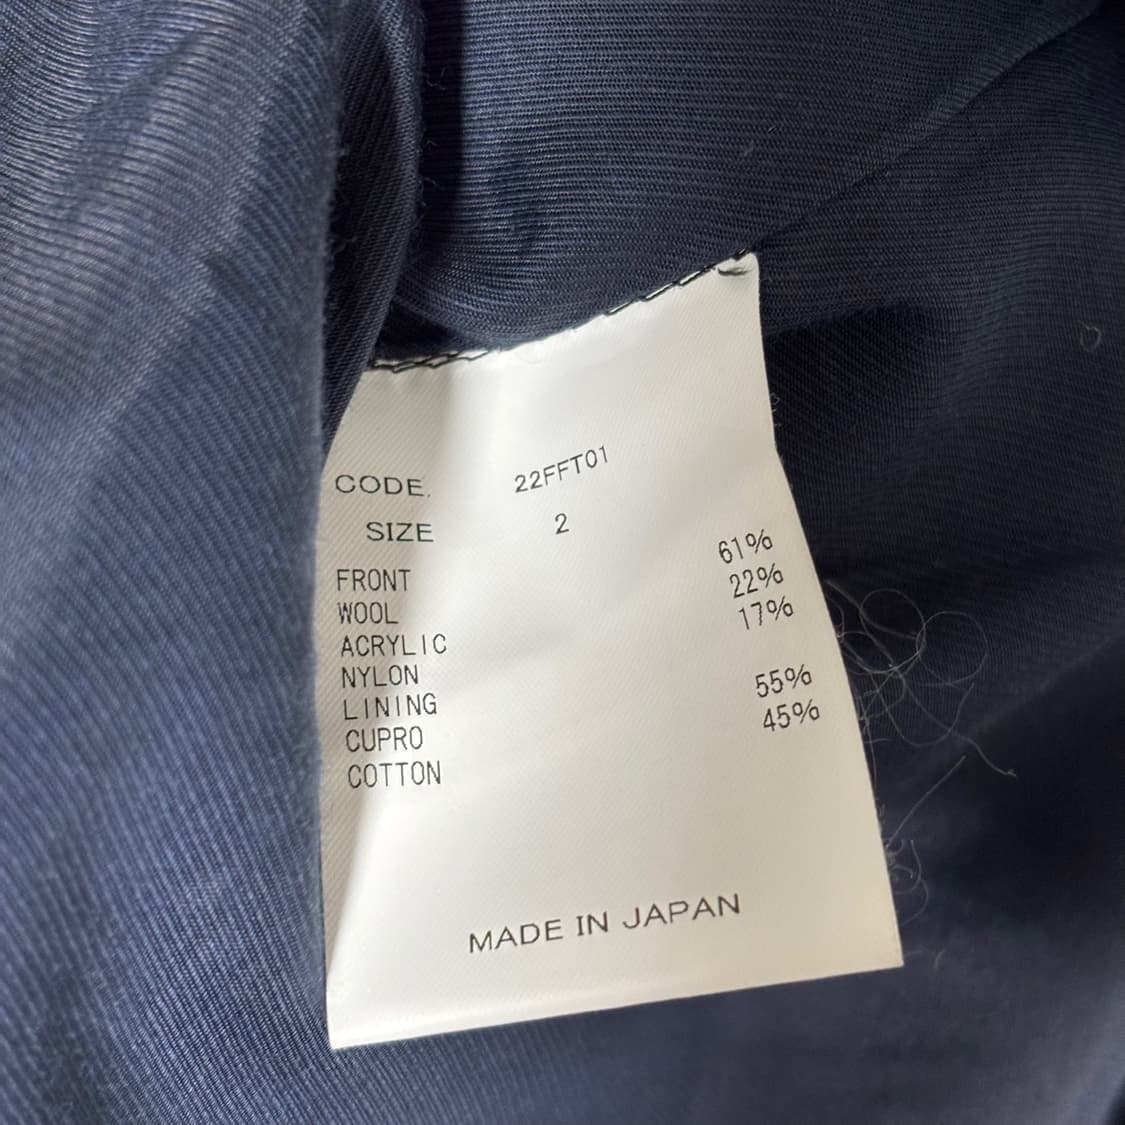 CODE. 22FFT01
SIZE 2
FRONT
WOOL 61%
ACRYLIC 22%
NYLON 17%
LINING
CUPRO 55%
COTTON 45%
MADE IN JAPAN